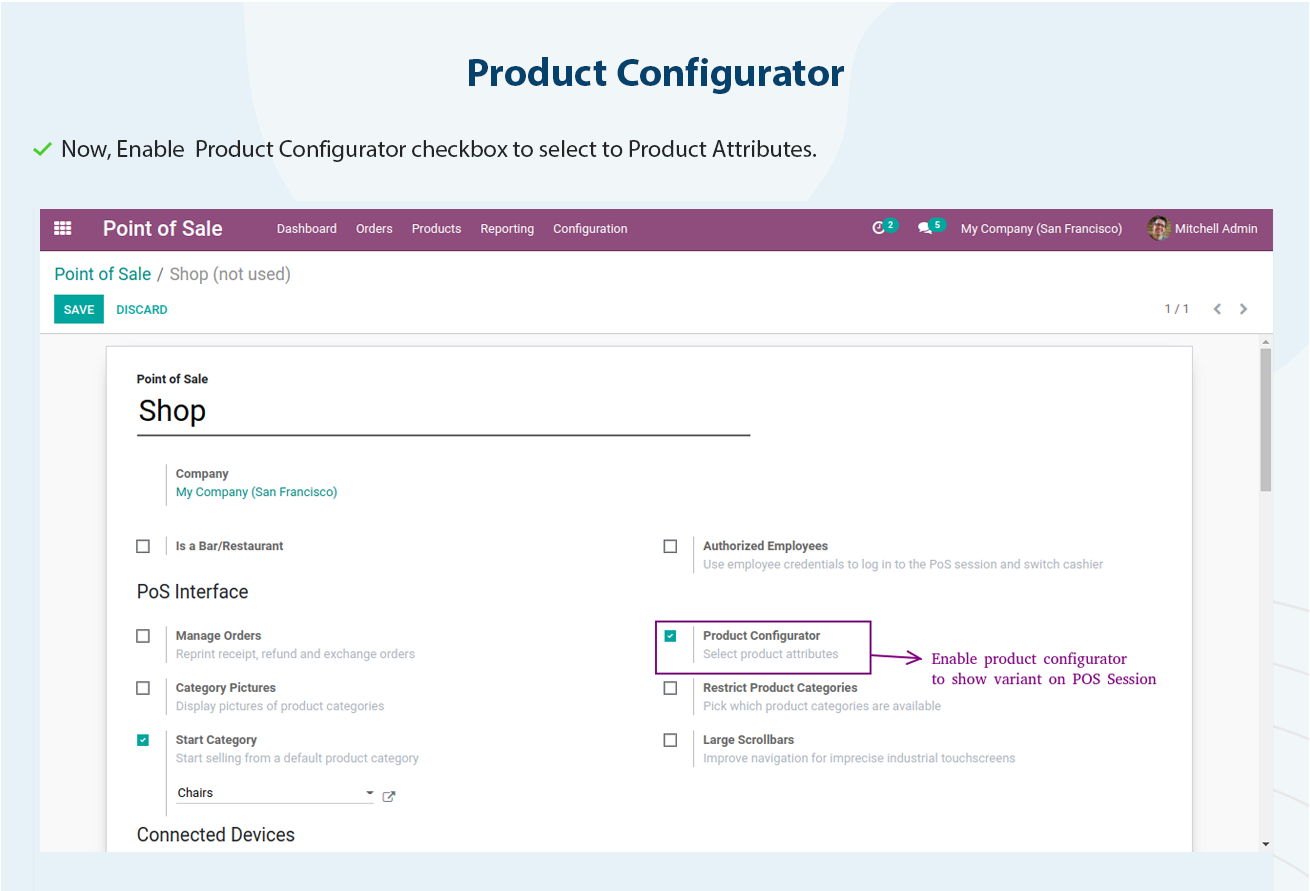 Product Configurator
Now, Enable Product Configurator checkbox to select to Product Attributes.
Point of Sale Dashboard Orders Products Reporting Configuration 2 5 My Company (San Francisco) Mitchell Admin
Point of Sale / Shop (not used)
SAVE DISCARD 1 / 1
Point of Sale
Shop
Company
My Company (San Francisco)
Is a Bar/Restaurant
Authorized Employees
Use employee credentials to log in to the PoS session and switch cashier
PoS Interface
Manage Orders
Reprint receipt, refund and exchange orders
Product Configurator
Select product attributes
Enable product configurator
to show variant on POS Session
Category Pictures
Display pictures of product categories
Restrict Product Categories
Pick which product categories are available
Start Category
Start selling from a default product category
Chairs
Large Scrollbars
Improve navigation for imprecise industrial touchscreens
Connected Devices